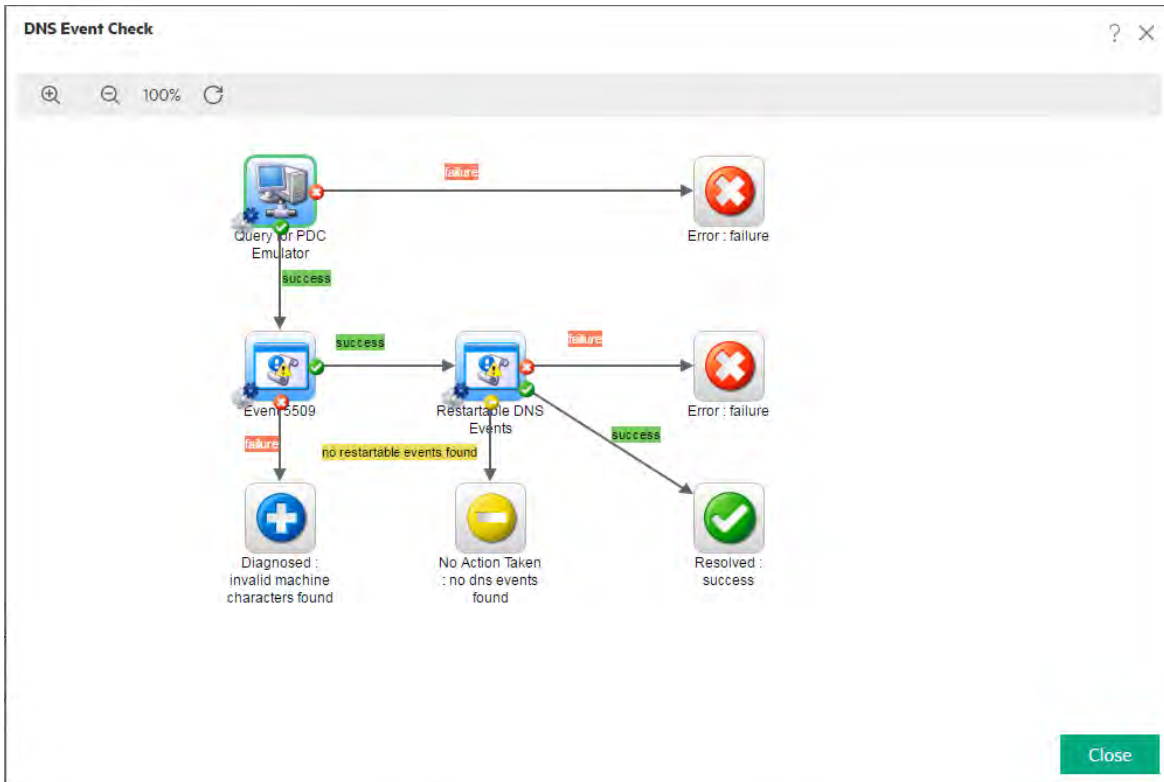 DNS Event Check
?
100%
failure
Query for PDC
Emulator
Error : failure
success
success
failure
Event 5509
Restartable DNS
Events
Error : failure
failure
no restartable events found
success
Diagnosed :
invalid machine
characters found
No Action Taken
: no dns events
found
Resolved :
success
Close